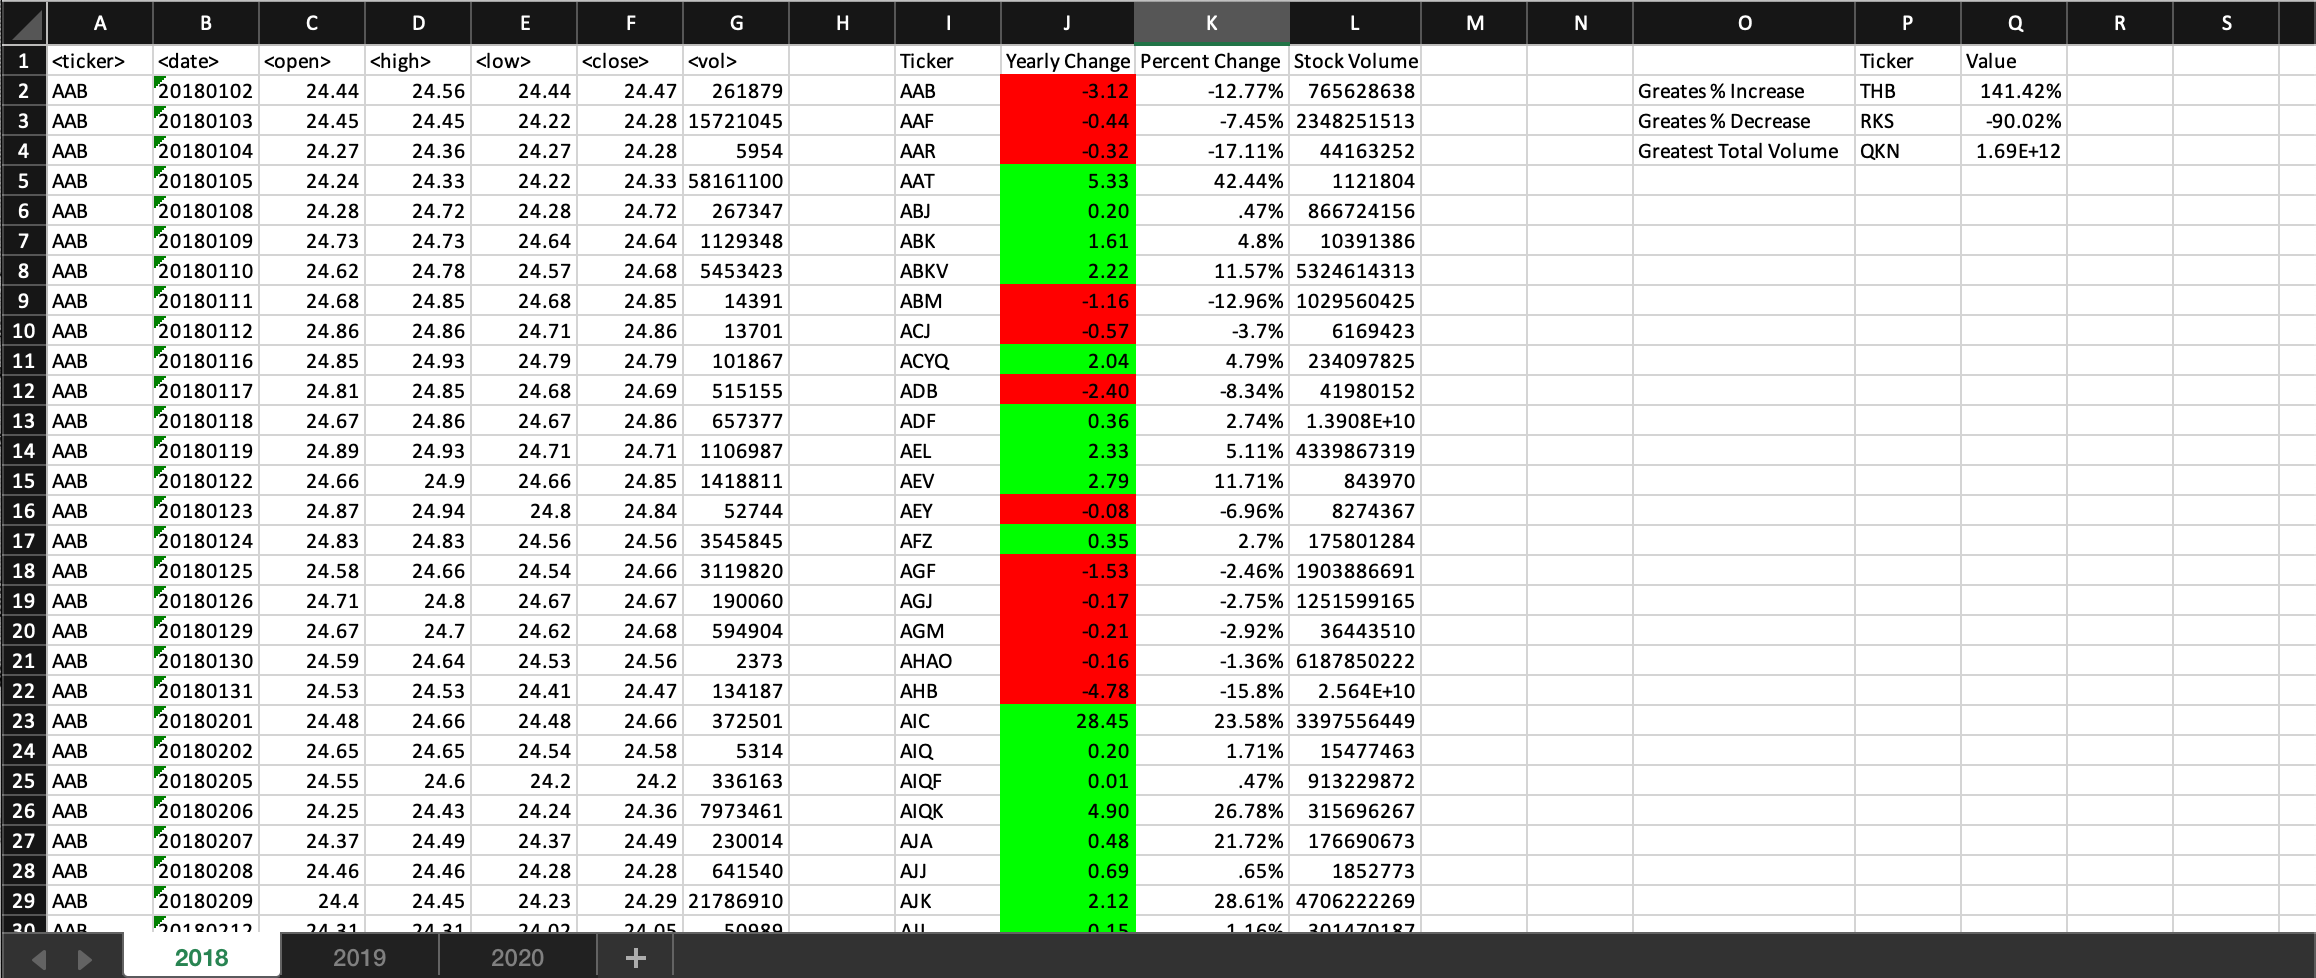 A B C D E F G H I J K L M N O P Q R S
1 <ticker> <date> <open> <high> <low> <close> <vol> Ticker Yearly Change Percent Change Stock Volume Ticker Value
2 AAB 20180102 24.44 24.56 24.44 24.47 261879 AAB -3.12 -12.77% 765628638 Greates % Increase THB 141.42%
3 AAB 20180103 24.45 24.45 24.22 24.28 15721045 AAF -0.44 -7.45% 2348251513 Greates % Decrease RKS -90.02%
4 AAB 20180104 24.27 24.36 24.27 24.28 5954 AAR -0.32 -17.11% 44163252 Greatest Total Volume QKN 1.69E+12
5 AAB 20180105 24.24 24.33 24.22 24.33 58161100 AAT 5.33 42.44% 1121804
6 AAB 20180108 24.28 24.72 24.28 24.72 267347 ABJ 0.20 .47% 866724156
7 AAB 20180109 24.73 24.73 24.64 24.64 1129348 ABK 1.61 4.8% 10391386
8 AAB 20180110 24.62 24.78 24.57 24.68 5453423 ABKV 2.22 11.57% 5324614313
9 AAB 20180111 24.68 24.85 24.68 24.85 14391 ABM -1.16 -12.96% 1029560425
10 AAB 20180112 24.86 24.86 24.71 24.86 13701 ACJ -0.57 -3.7% 6169423
11 AAB 20180116 24.85 24.93 24.79 24.79 101867 ACYQ 2.04 4.79% 234097825
12 AAB 20180117 24.81 24.85 24.68 24.69 515155 ADB -2.40 -8.34% 41980152
13 AAB 20180118 24.67 24.86 24.67 24.86 657377 ADF 0.36 2.74% 1.3908E+10
14 AAB 20180119 24.89 24.93 24.71 24.71 1106987 AEL 2.33 5.11% 4339867319
15 AAB 20180122 24.66 24.9 24.66 24.85 1418811 AEV 2.79 11.71% 843970
16 AAB 20180123 24.87 24.94 24.8 24.84 52744 AEY -0.08 -6.96% 8274367
17 AAB 20180124 24.83 24.83 24.56 24.56 3545845 AFZ 0.35 2.7% 175801284
18 AAB 20180125 24.58 24.66 24.54 24.66 3119820 AGF -1.53 -2.46% 1903886691
19 AAB 20180126 24.71 24.8 24.67 24.67 190060 AGJ -0.17 -2.75% 1251599165
20 AAB 20180129 24.67 24.7 24.62 24.68 594904 AGM -0.21 -2.92% 36443510
21 AAB 20180130 24.59 24.64 24.53 24.56 2373 AHAO -0.16 -1.36% 6187850222
22 AAB 20180131 24.53 24.53 24.41 24.47 134187 AHB -4.78 -15.8% 2.564E+10
23 AAB 20180201 24.48 24.66 24.48 24.66 372501 AIC 28.45 23.58% 3397556449
24 AAB 20180202 24.65 24.65 24.54 24.58 5314 AIQ 0.20 1.71% 15477463
25 AAB 20180205 24.55 24.6 24.2 24.2 336163 AIQF 0.01 .47% 913229872
26 AAB 20180206 24.25 24.43 24.24 24.36 7973461 AIQK 4.90 26.78% 315696267
27 AAB 20180207 24.37 24.49 24.37 24.49 230014 AJA 0.48 21.72% 176690673
28 AAB 20180208 24.46 24.46 24.28 24.28 641540 AJJ 0.69 .65% 1852773
29 AAB 20180209 24.4 24.45 24.23 24.29 21786910 AJK 2.12 28.61% 4706222269
30 AAB 20180212 24.31 24.31 24.02 24.05 50989 0.15 1.16% 301470187
2018 2019 2020 +